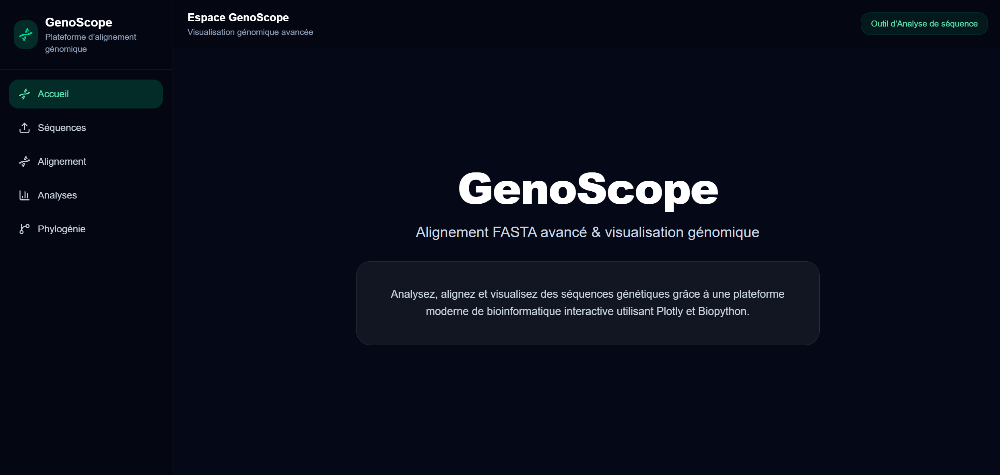 GenoScope
Plateforme d’alignement
génomique
Accueil
Séquences
Alignement
Analyses
Phylogénie
Espace GenoScope
Visualisation génomique avancée
Outil d'Analyse de séquence
GenoScope
Alignement FASTA avancé & visualisation génomique
Analysez, alignez et visualisez des séquences génétiques grâce à une plateforme
moderne de bioinformatique interactive utilisant Plotly et Biopython.